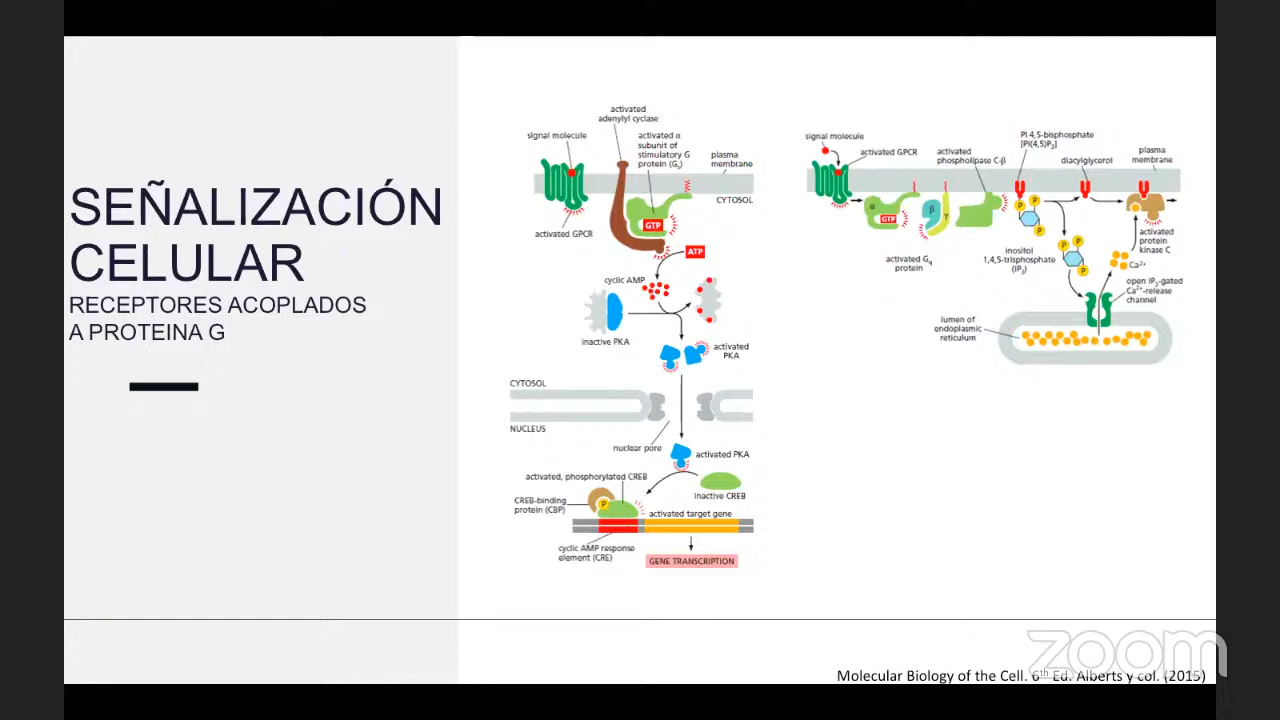 SEÑALIZACIÓN
CELULAR
RECEPTORES ACOPLADOS
A PROTEINA G
activated
adenylyl cyclase
signal molecule
activated α
subunit of
stimulatory G
protein (Gs)
plasma
membrane
CYTOSOL
GTP
activated GPCR
ATP
cyclic AMP
inactive PKA
activated
PKA
CYTOSOL
NUCLEUS
nuclear pore
activated PKA
activated, phosphorylated CREB
inactive CREB
CREB-binding
protein (CBP)
P
activated target gene
cyclic AMP response
element (CRE)
GENE TRANSCRIPTION
signal molecule
activated GPCR
activated
phospholipase C-β
PI 4,5-bisphosphate
[PI(4,5)P2]
diacylglycerol
plasma
membrane
α
GTP
β
γ
P
P
P
activated Gq
protein
inositol
1,4,5-trisphosphate
(IP3)
P
P
P
activated
protein
kinase C
Ca2+
open IP3-gated
Ca2+-release
channel
lumen of
endoplasmic
reticulum
zoom
Molecular Biology of the Cell. 6th Ed. Alberts y col. (2015)